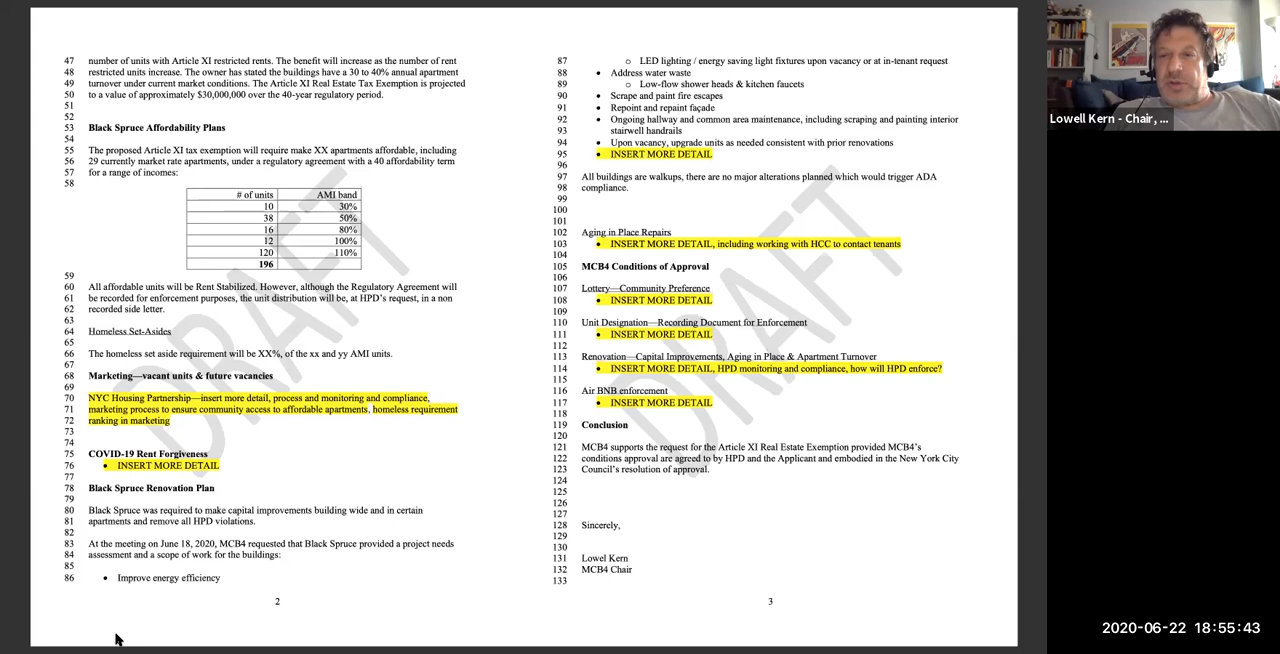 47 number of units with Article XI restricted rents. The benefit will increase as the number of rent
48 restricted units increase. The owner has stated the buildings have a 30 to 40% annual apartment
49 turnover under current market conditions. The Article XI Real Estate Tax Exemption is projected
50 to a value of approximately $30,000,000 over the 40-year regulatory period.
51
52
53 Black Spruce Affordability Plans
54
55 The proposed Article XI tax exemption will require make XX apartments affordable, including
56 29 currently market rate apartments, under a regulatory agreement with a 40 affordability term
57 for a range of incomes:
58
# of units AMI band
10 30%
38 50%
16 80%
12 100%
120 110%
196
59
60 All affordable units will be Rent Stabilized. However, although the Regulatory Agreement will
61 be recorded for enforcement purposes, the unit distribution will be, at HPD's request, in a non
62 recorded side letter.
63
64 Homeless Set-Asides
65
66 The homeless set aside requirement will be XX%, of the xx and yy AMI units.
67
68 Marketing—vacant units & future vacancies
69
70 NYC Housing Partnership—insert more detail, process and monitoring and compliance,
71 marketing process to ensure community access to affordable apartments, homeless requirement
72 ranking in marketing
73
74
75 COVID-19 Rent Forgiveness
76 • INSERT MORE DETAIL
77
78 Black Spruce Renovation Plan
79
80 Black Spruce was required to make capital improvements building wide and in certain
81 apartments and remove all HPD violations.
82
83 At the meeting on June 18, 2020, MCB4 requested that Black Spruce provided a project needs
84 assessment and a scope of work for the buildings:
85
86 • Improve energy efficiency
2
DRAFT
87 o LED lighting / energy saving light fixtures upon vacancy or at in-tenant request
88 • Address water waste
89 o Low-flow shower heads & kitchen faucets
90 • Scrape and paint fire escapes
91 • Repoint and repaint façade
92 • Ongoing hallway and common area maintenance, including scraping and painting interior
93 stairwell handrails
94 • Upon vacancy, upgrade units as needed consistent with prior renovations
95 • INSERT MORE DETAIL
96
97 All buildings are walkups, there are no major alterations planned which would trigger ADA
98 compliance.
99
100
101
102 Aging in Place Repairs
103 • INSERT MORE DETAIL, including working with HCC to contact tenants
104
105 MCB4 Conditions of Approval
106
107 Lottery—Community Preference
108 • INSERT MORE DETAIL
109
110 Unit Designation—Recording Document for Enforcement
111 • INSERT MORE DETAIL
112
113 Renovation—Capital Improvements, Aging in Place & Apartment Turnover
114 • INSERT MORE DETAIL, HPD monitoring and compliance, how will HPD enforce?
115
116 Air BNB enforcement
117 • INSERT MORE DETAIL
118
119 Conclusion
120
121 MCB4 supports the request for the Article XI Real Estate Exemption provided MCB4's
122 conditions approval are agreed to by HPD and the Applicant and embodied in the New York City
123 Council's resolution of approval.
124
125
126
127
128 Sincerely,
129
130
131 Lowel Kern
132 MCB4 Chair
133
3
DRAFT
Lowell Kern - Chair, ...
2020-06-22 18:55:43